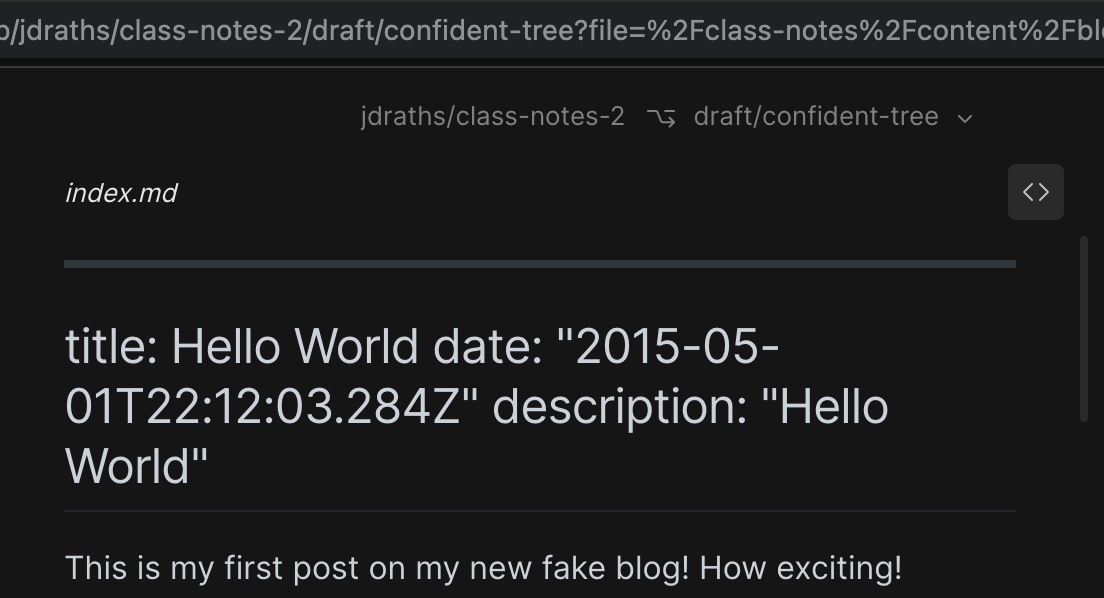 /jdraths/class-notes-2/draft/confident-tree?file=%2Fclass-notes%2Fcontent%2Fbl
jdraths/class-notes-2 draft/confident-tree
index.md
<>
title: Hello World date: "2015-05-
01T22:12:03.284Z" description: "Hello
World"
This is my first post on my new fake blog! How exciting!